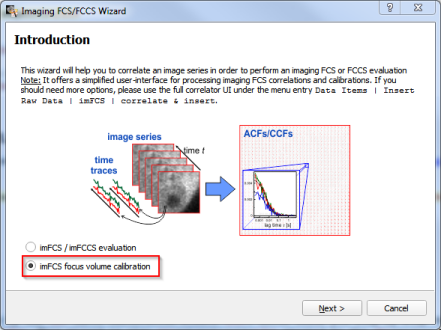 Imaging FCS/FCCS Wizard
Introduction
This wizard will help you to correlate an image series in order to perform an imaging FCS or FCCS evaluation
Note: It offers a simplified user-interface for processing imaging FCS correlations and calibrations. If you
should need more options, please use the full correlator UI under the menu entry Data Items | Insert
Raw Data | imFCS | correlate & insert.
image series
time t
time
traces
ACFs/CCFs
lag time τ [s]
imFCS / imFCCS evaluation
imFCS focus volume calibration
Next >
Cancel